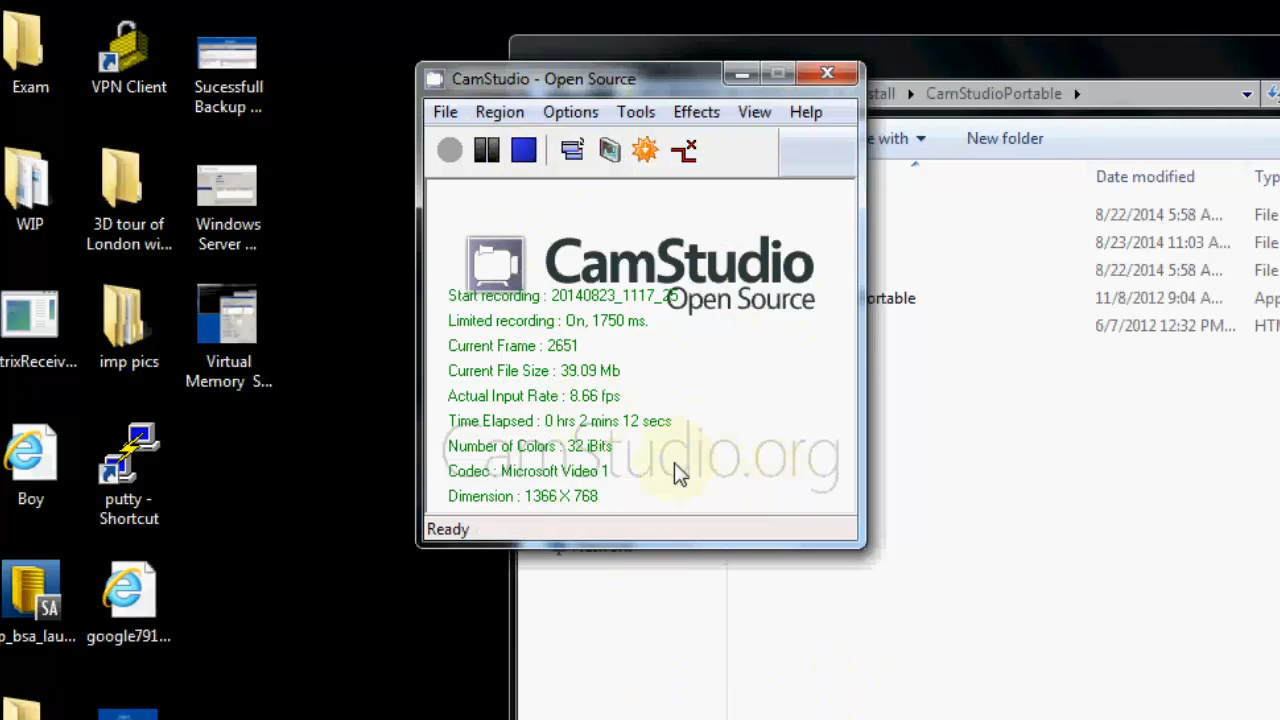 Exam
VPN Client
Sucessfull
Backup ...
WIP
3D tour of
London wi...
Windows
Server ...
trixReceiv...
imp pics
Virtual
Memory S...
Boy
putty -
Shortcut
p_bsa_lau...
SA
google791...
CamStudio - Open Source
File Region Options Tools Effects View Help
CamStudio
Open Source
Start recording : 20140823_1117_25
Limited recording : On, 1750 ms.
Current Frame : 2651
Current File Size : 39.09 Mb
Actual Input Rate : 8.66 fps
Time Elapsed : 0 hrs 2 mins 12 secs
Number of Colors : 32 iBits
Codec : Microsoft Video 1
Dimension : 1366 X 768
CamStudio.org
Ready
stall CamStudioPortable
e with New folder
Date modified Typ
8/22/2014 5:58 A... File
8/23/2014 11:03 A... File
8/22/2014 5:58 A... File
ortable 11/8/2012 9:04 A... App
6/7/2012 12:32 PM... HTM